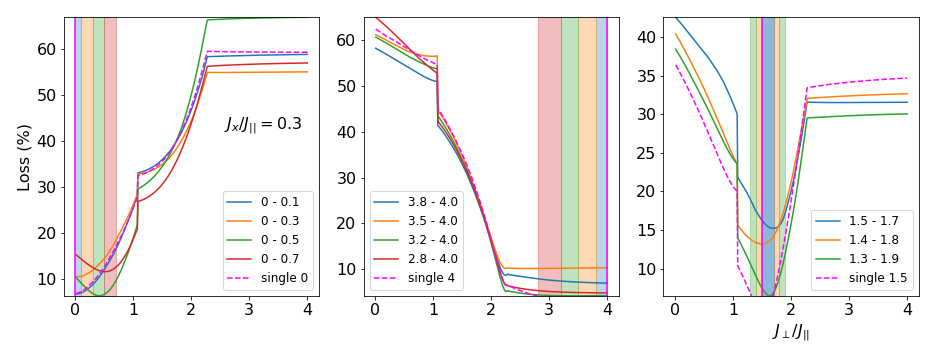 Loss (%)
60
50
40
30
20
10
0 1 2 3 4
J_x/J_{||} = 0.3
0 - 0.1
0 - 0.3
0 - 0.5
0 - 0.7
single 0
60
50
40
30
20
10
0 1 2 3 4
3.8 - 4.0
3.5 - 4.0
3.2 - 4.0
2.8 - 4.0
single 4
40
35
30
25
20
15
10
0 1 2 3 4
1.5 - 1.7
1.4 - 1.8
1.3 - 1.9
single 1.5
J_⊥/J_{||}